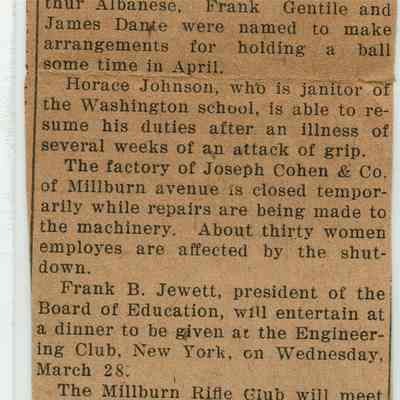 thur Albanese, Frank Gentile and
James Dante were named to make
arrangements for holding a ball
some time in April.
Horace Johnson, who is janitor of
the Washington school, is able to re-
sume his duties after an illness of
several weeks of an attack of grip.
The factory of Joseph Cohen & Co.
of Millburn avenue is closed tempor-
arily while repairs are being made to
the machinery. About thirty women
employes are affected by the shut-
down.
Frank B. Jewett, president of the
Board of Education, will entertain at
a dinner to be given at the Engineer-
ing Club, New York, on Wednesday,
March 28.
The Millburn Rifle Club will meet